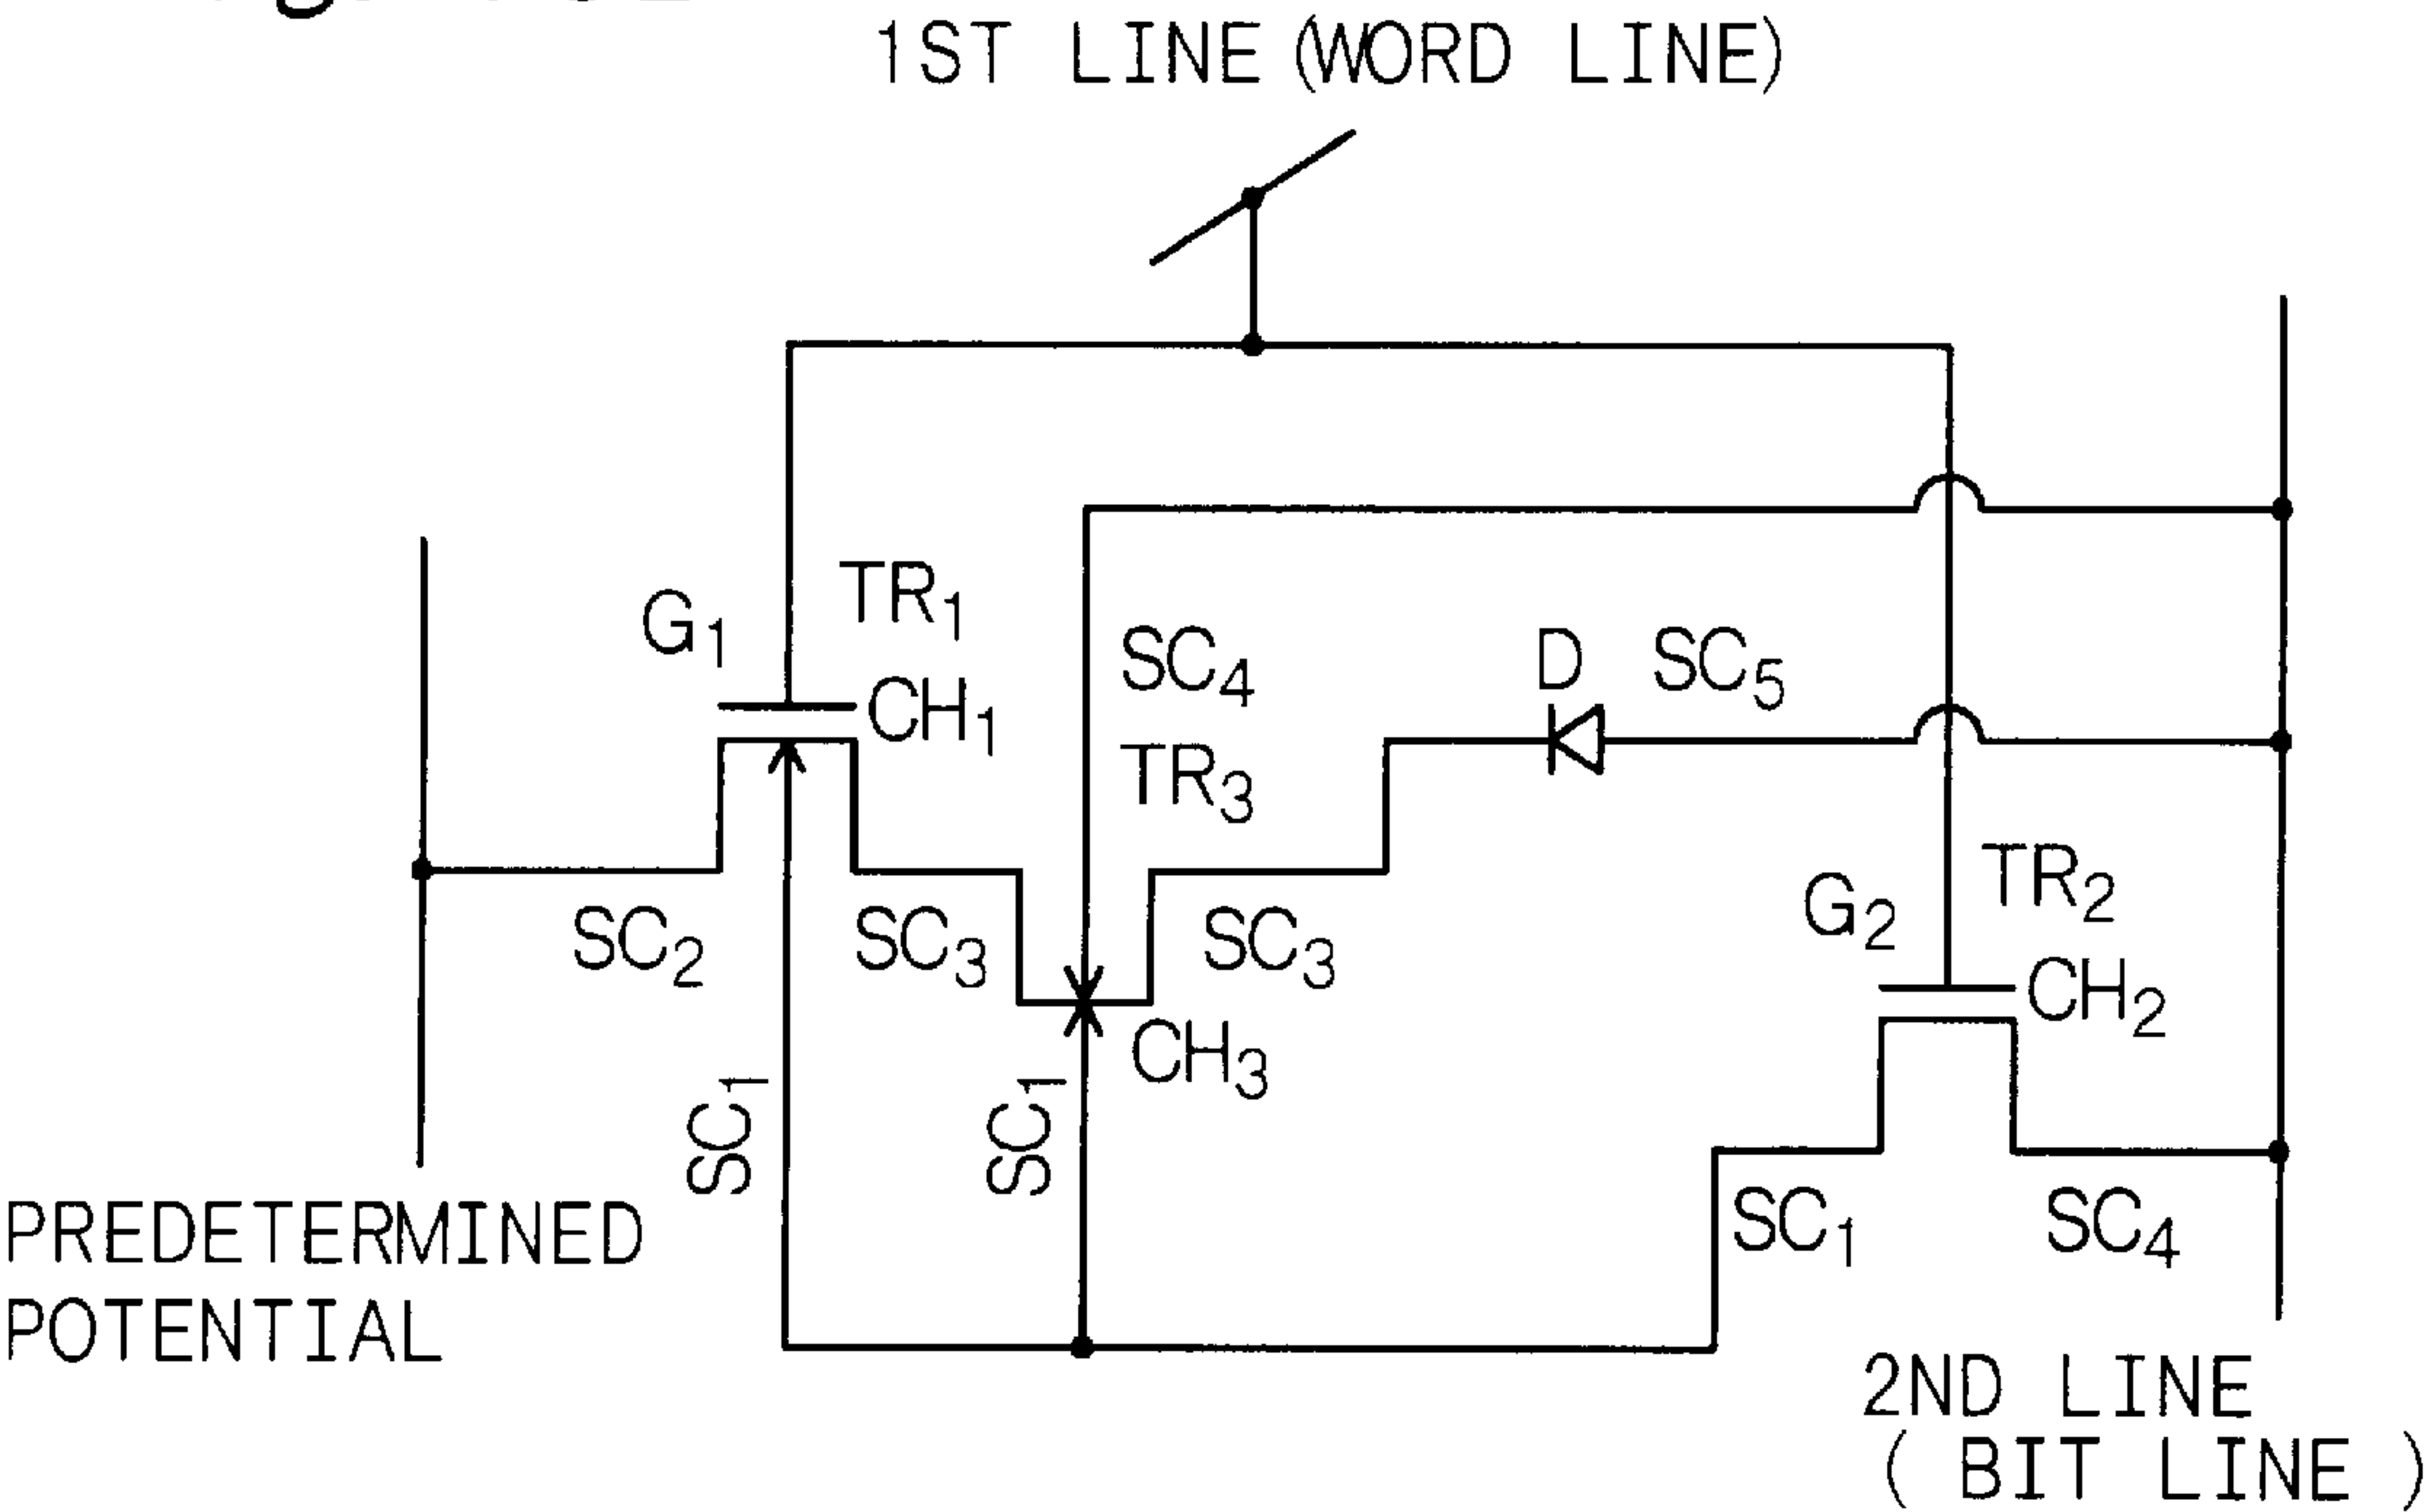 1ST LINE (WORD LINE)
G1
TR1
CH1
SC4
TR3
D
SC5
SC2
SC3
SC3
CH3
SC1
SC1
G2
TR2
CH2
SC1
SC4
PREDETERMINED
POTENTIAL
2ND LINE
( BIT LINE )